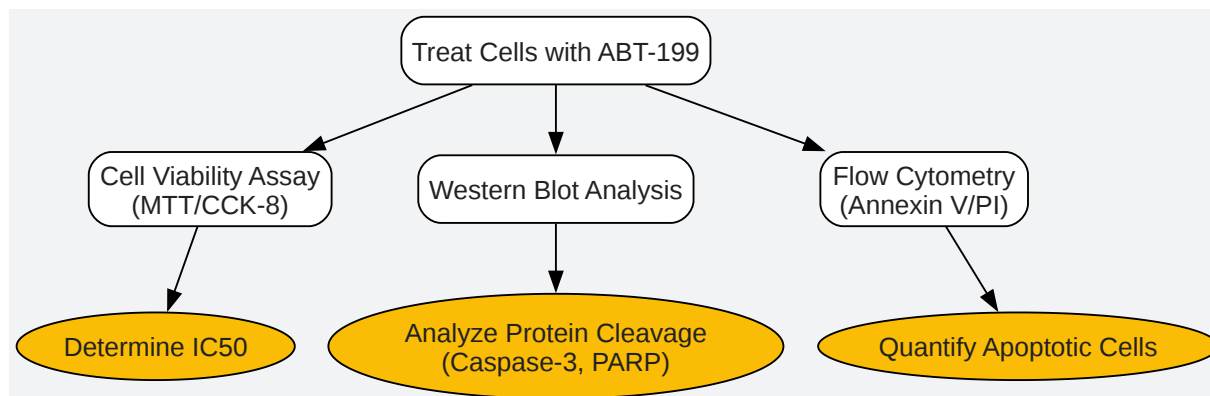 Treat Cells with ABT-199
Cell Viability Assay
(MTT/CCK-8)
Western Blot Analysis
Flow Cytometry
(Annexin V/PI)
Determine IC50
Analyze Protein Cleavage
(Caspase-3, PARP)
Quantify Apoptotic Cells